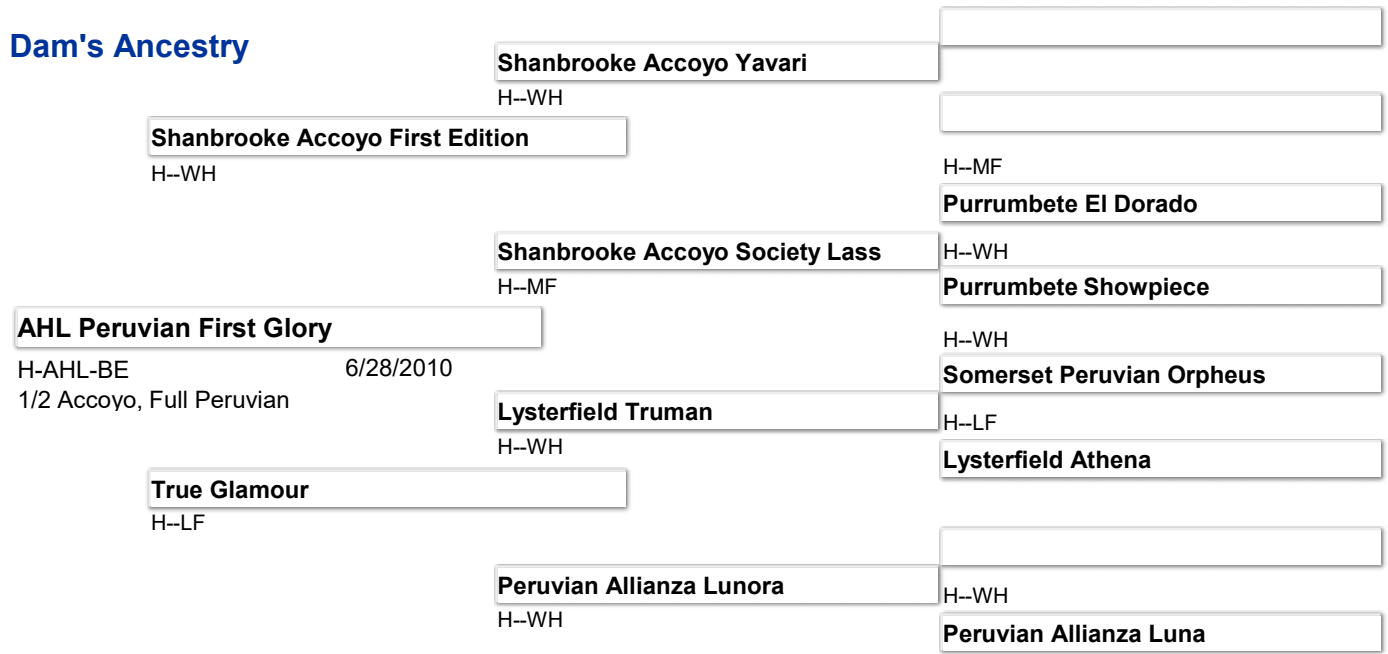 Dam's Ancestry
Shanbrooke Accoyo Yavari
H--WH
Shanbrooke Accoyo First Edition
H--WH
H--MF
Purrumbete El Dorado
Shanbrooke Accoyo Society Lass
H--WH
H--MF
Purrumbete Showpiece
AHL Peruvian First Glory
H--WH
H-AHL-BE 6/28/2010
Somerset Peruvian Orpheus
1/2 Accoyo, Full Peruvian
Lysterfield Truman
H--LF
H--WH
Lysterfield Athena
True Glamour
H--LF
Peruvian Allianza Lunora
H--WH
H--WH
Peruvian Allianza Luna